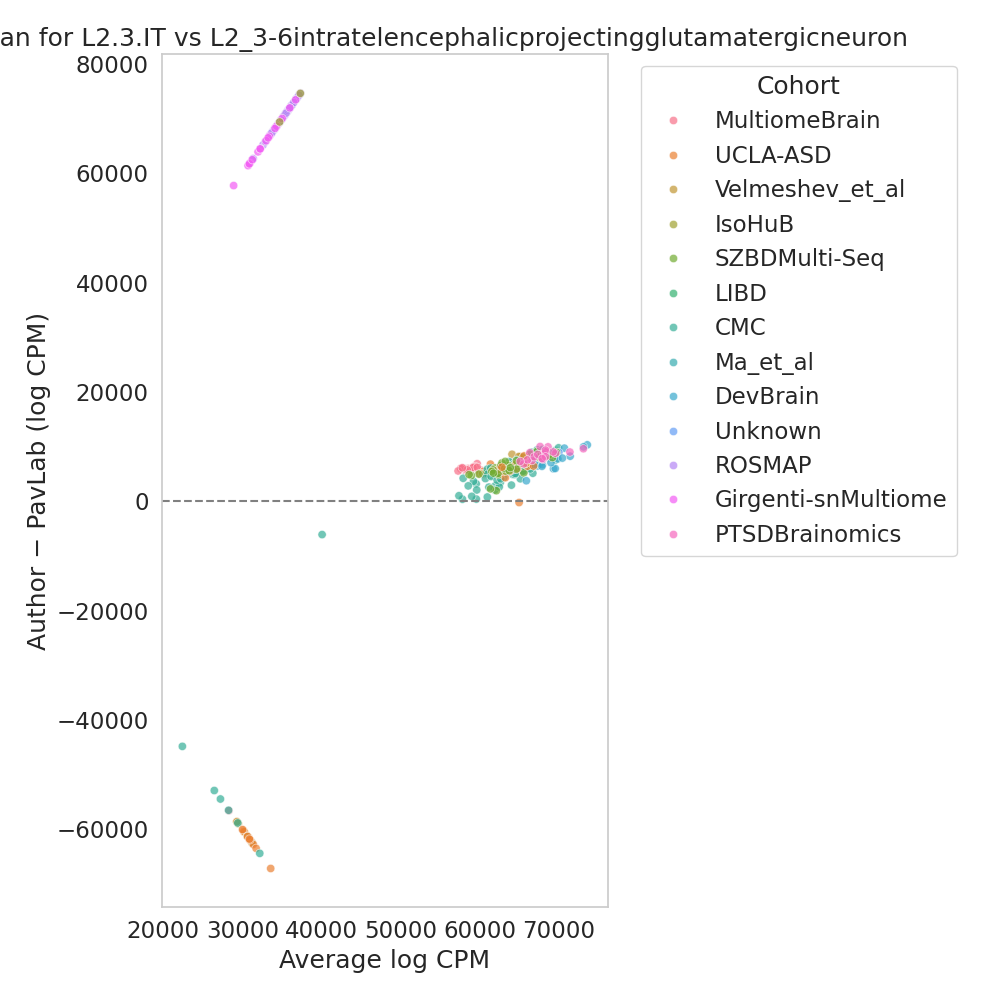 an for L2.3.IT vs L2_3-6intratelencephalicprojectingglutamatergicneuron
80000
60000
40000
20000
0
−20000
−40000
−60000
Author − PavLab (log CPM)
20000 30000 40000 50000 60000 70000
Average log CPM
Cohort
MultiomeBrain
UCLA-ASD
Velmeshev_et_al
IsoHuB
SZBDMulti-Seq
LIBD
CMC
Ma_et_al
DevBrain
Unknown
ROSMAP
Girgenti-snMultiome
PTSDBrainomics